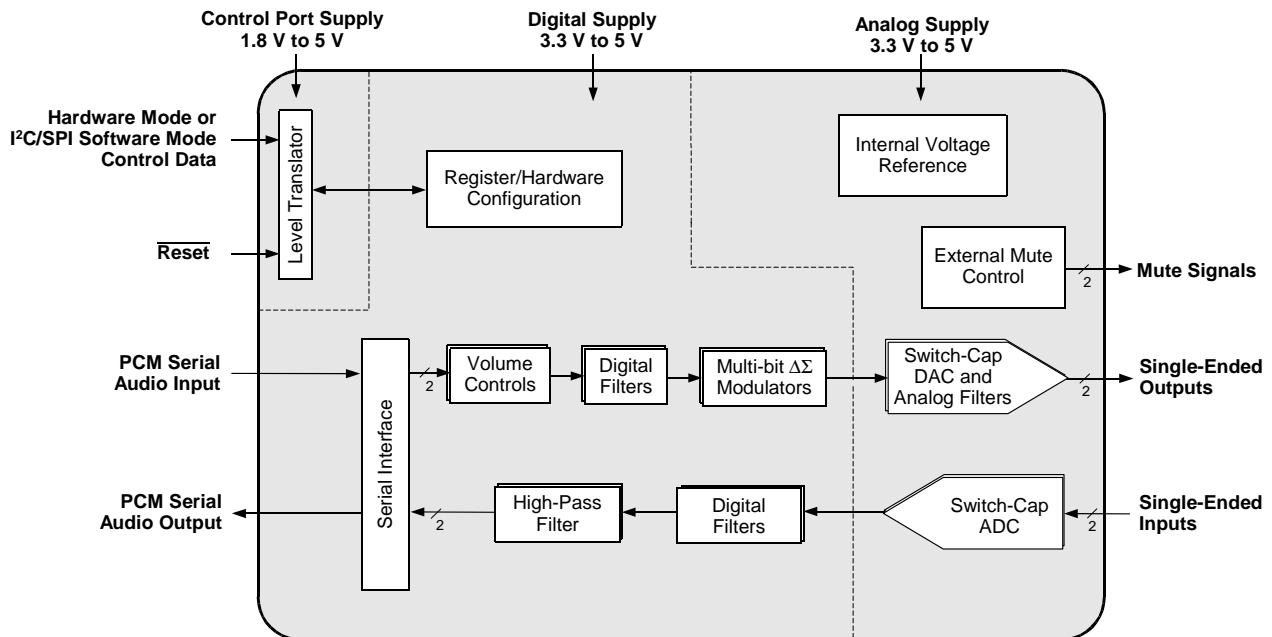 Control Port Supply
1.8 V to 5 V
Digital Supply
3.3 V to 5 V
Analog Supply
3.3 V to 5 V
Hardware Mode or
I²C/SPI Software Mode
Control Data
Reset
Level Translator
Register/Hardware
Configuration
Internal Voltage
Reference
External Mute
Control
2
Mute Signals
PCM Serial
Audio Input
Serial Interface
2
Volume
Controls
Digital
Filters
Multi-bit ΔΣ
Modulators
Switch-Cap
DAC and
Analog Filters
2
Single-Ended
Outputs
PCM Serial
Audio Output
2
High-Pass
Filter
Digital
Filters
Switch-Cap
ADC
2
Single-Ended
Inputs